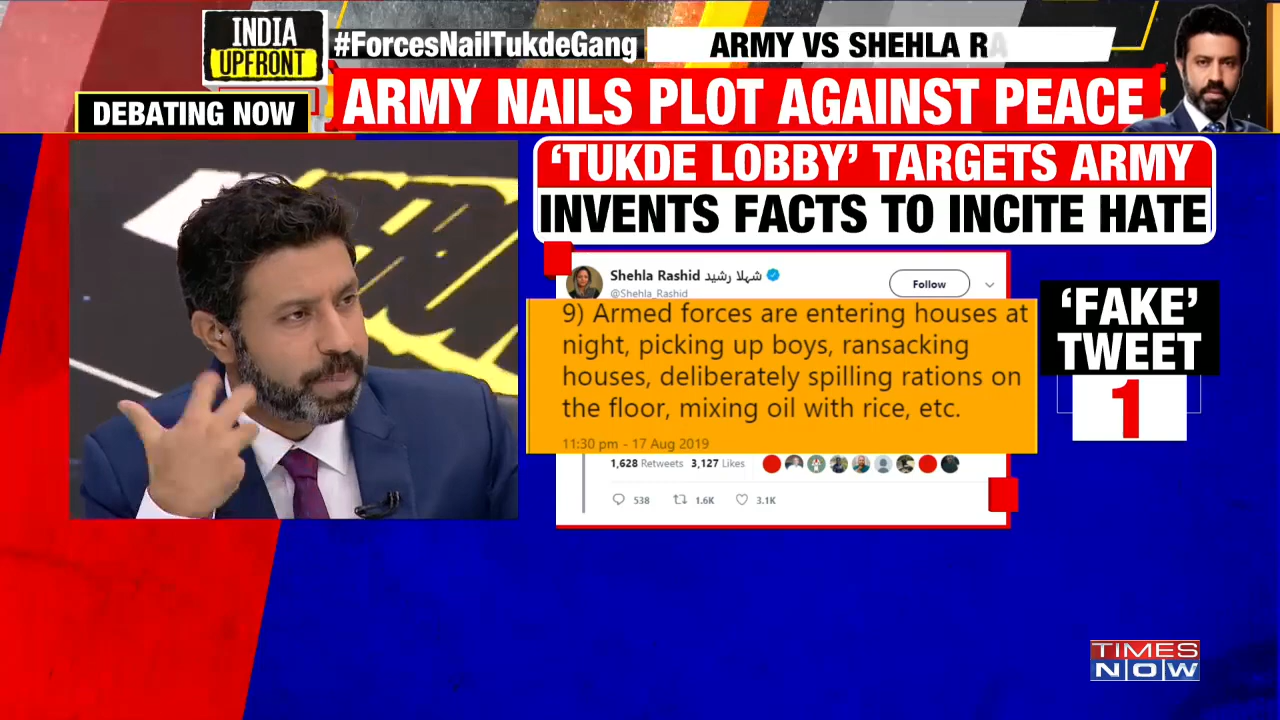 INDIA
UPFRONT
#ForcesNailTukdeGang
ARMY VS SHEHLA RA
DEBATING NOW
ARMY NAILS PLOT AGAINST PEACE
‘TUKDE LOBBY’ TARGETS ARMY
INVENTS FACTS TO INCITE HATE
Shehla Rashid شہلا رشید
@Shehla_Rashid
Follow
9) Armed forces are entering houses at
night, picking up boys, ransacking
houses, deliberately spilling rations on
the floor, mixing oil with rice, etc.
11:30 pm - 17 Aug 2019
1,628 Retweets 3,127 Likes
538 1.6K 3.1K
‘FAKE’
TWEET
1
TIMES
NOW